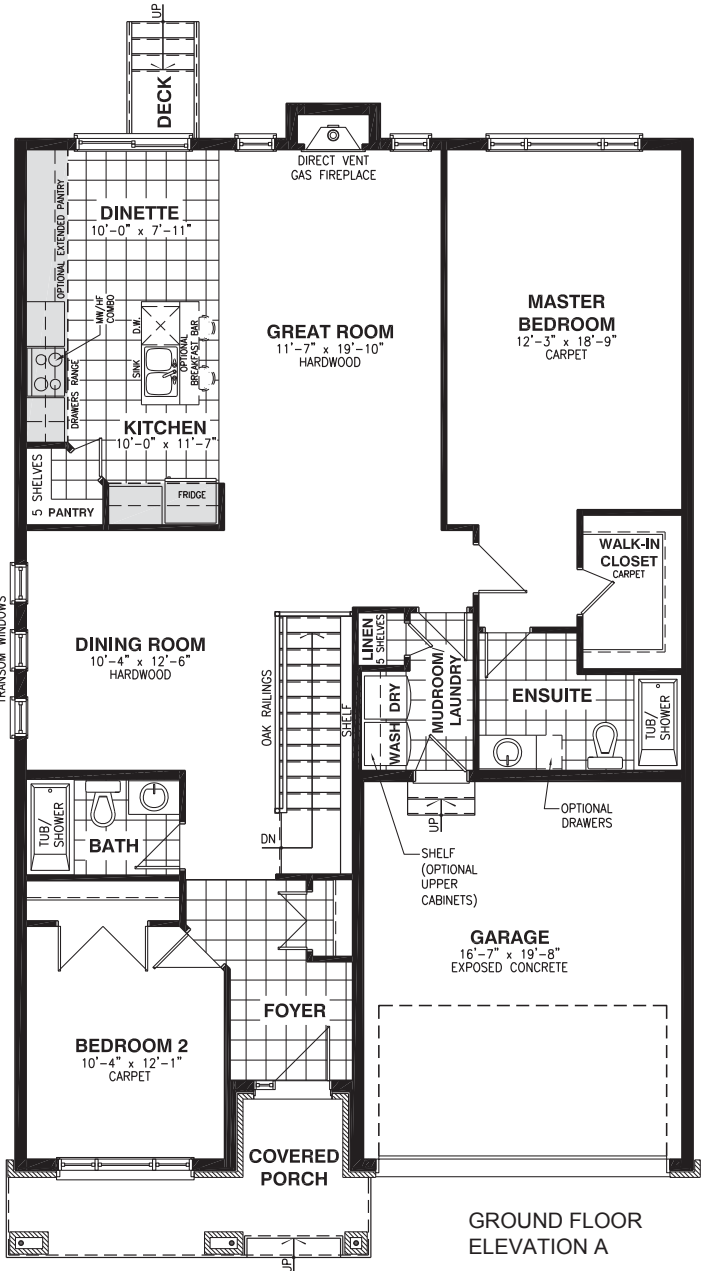 UP
DECK
DIRECT VENT
GAS FIREPLACE
OPTIONAL EXTENDED PANTRY
DINETTE
10'-0" x 7'-11"
MW/HF
COMBO
D.W.
SINK
OPTIONAL
BREAKFAST BAR
DRAWERS RANGE
GREAT ROOM
11'-7" x 19'-10"
HARDWOOD
MASTER
BEDROOM
12'-3" x 18'-9"
CARPET
KITCHEN
10'-0" x 11'-7"
5 SHELVES
PANTRY
FRIDGE
WALK-IN
CLOSET
CARPET
TRANSOM WINDOWS
DINING ROOM
10'-4" x 12'-6"
HARDWOOD
OAK RAILINGS
SHELF
LINEN
5 SHELVES
WASH DRY
MUDROOM
LAUNDRY
ENSUITE
TUB/
SHOWER
TUB/
SHOWER
BATH
DN
UP
SHELF
(OPTIONAL
UPPER
CABINETS)
OPTIONAL
DRAWERS
GARAGE
16'-7" x 19'-8"
EXPOSED CONCRETE
FOYER
BEDROOM 2
10'-4" x 12'-1"
CARPET
COVERED
PORCH
UP
GROUND FLOOR
ELEVATION A